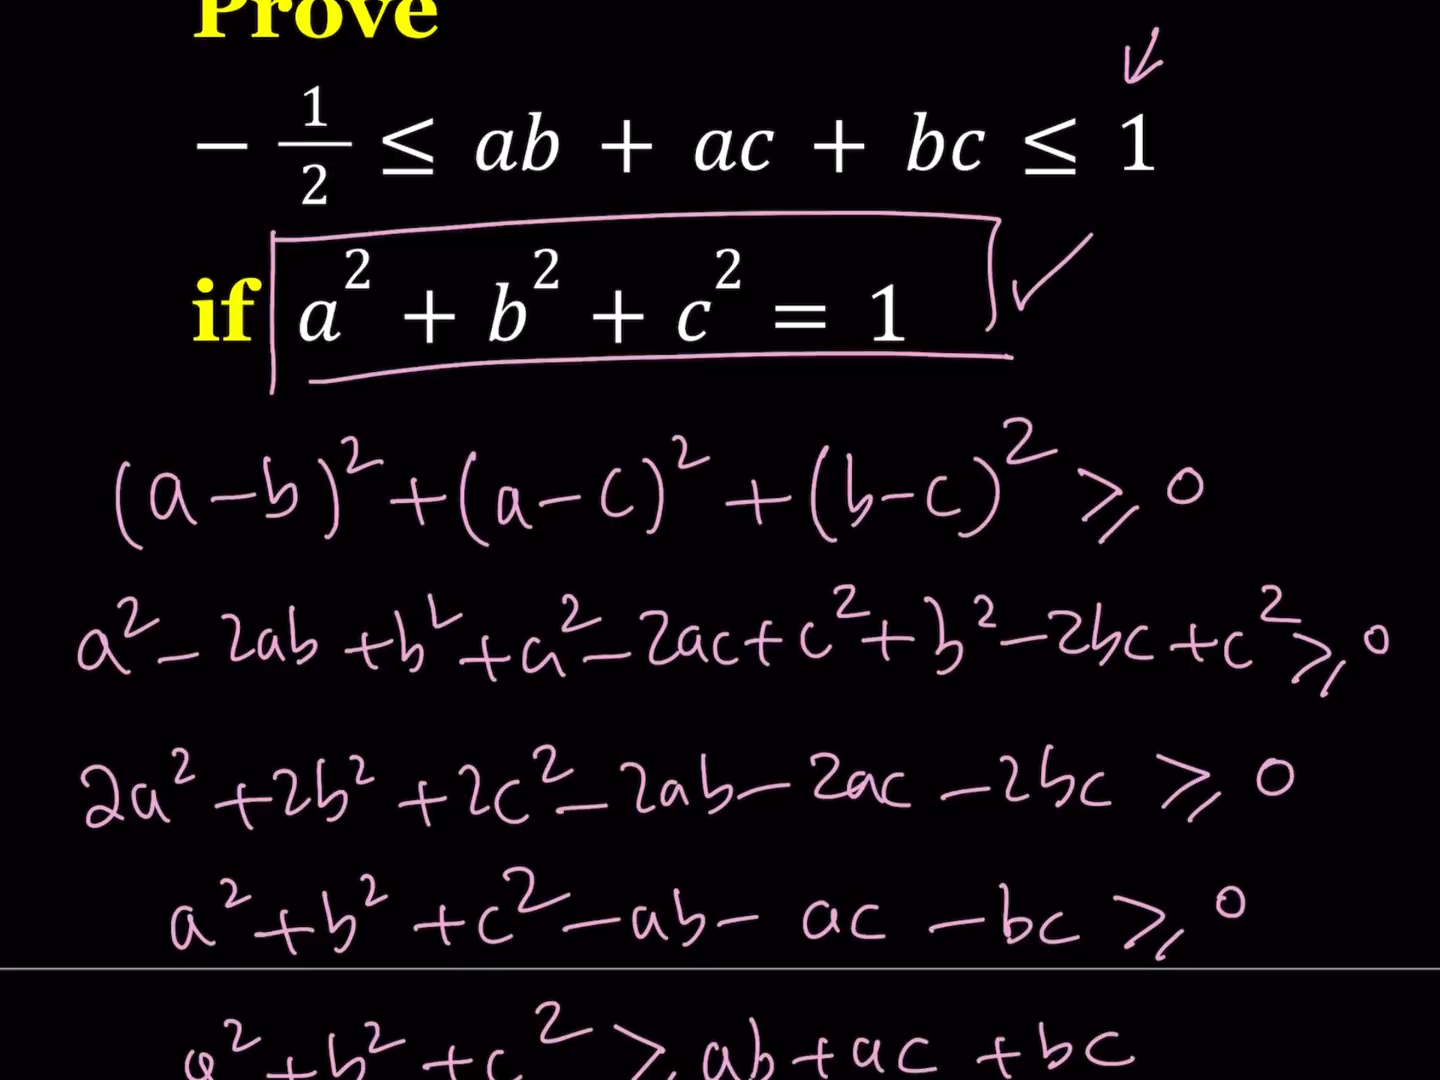 Prove
- 1/2 ≤ ab + ac + bc ≤ 1
if a² + b² + c² = 1
(a-b)² + (a-c)² + (b-c)² ≥ 0
a² - 2ab + b² + a² - 2ac + c² + b² - 2bc + c² ≥ 0
2a² + 2b² + 2c² - 2ab - 2ac - 2bc ≥ 0
a² + b² + c² - ab - ac - bc ≥ 0
a² + b² + c² ≥ ab + ac + bc